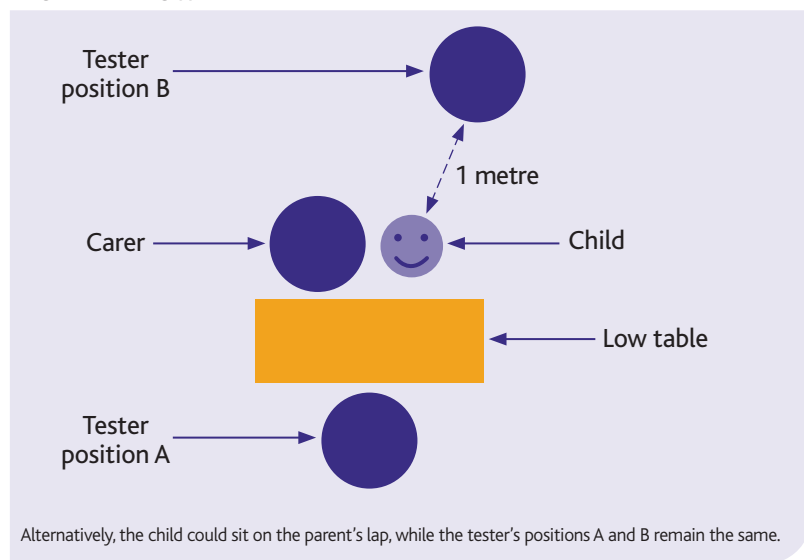 Tester
position B
1 metre
Carer
Child
Low table
Tester
position A
Alternatively, the child could sit on the parent's lap, while the tester's positions A and B remain the same.